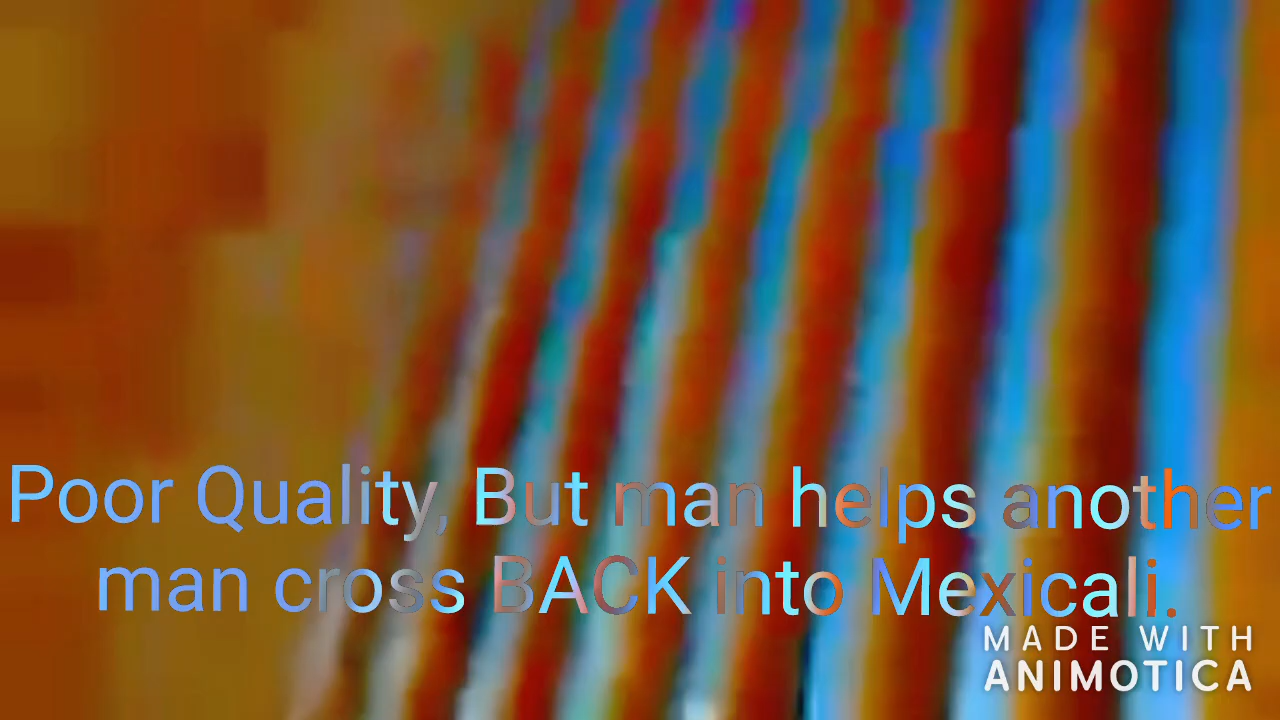 Poor Quality, But man helps another
man cross BACK into Mexicali.
MADE WITH
ANIMOTICA